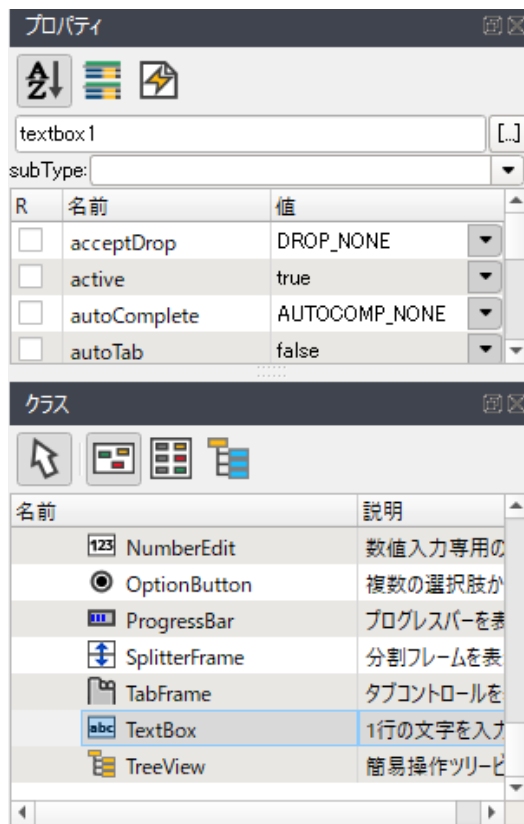 プロパティ
A
Z
textbox1 [...]
subType:
R 名前 値
acceptDrop DROP_NONE
active true
autoComplete AUTOCOMP_NONE
autoTab false
クラス
名前 説明
123 NumberEdit 数値入力専用の
OptionButton 複数の選択肢か
ProgressBar プログレスバーを表
SplitterFrame 分割フレームを表
TabFrame タブコントロールを
abc TextBox 1行の文字を入力
TreeView 簡易操作ツリービ